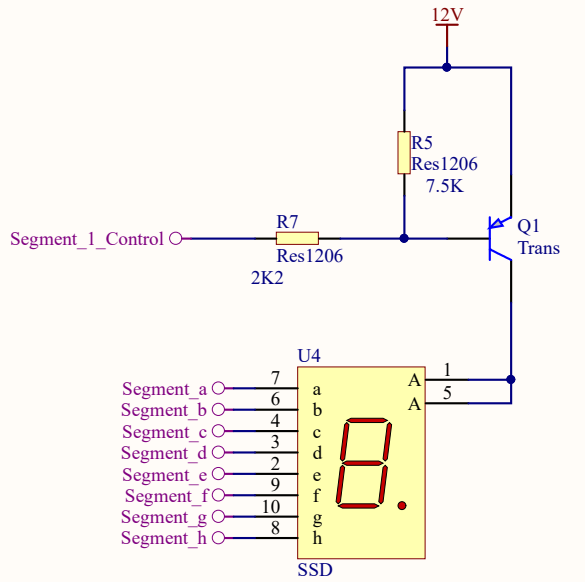 12V
R5
Res1206
7.5K
R7
Segment_1_Control
Res1206
2K2
Q1
Trans
U4
Segment_a 7 a A 1
Segment_b 6 b A 5
Segment_c 4 c
Segment_d 3 d
Segment_e 2 e
Segment_f 9 f
Segment_g 10 g
Segment_h 8 h
SSD